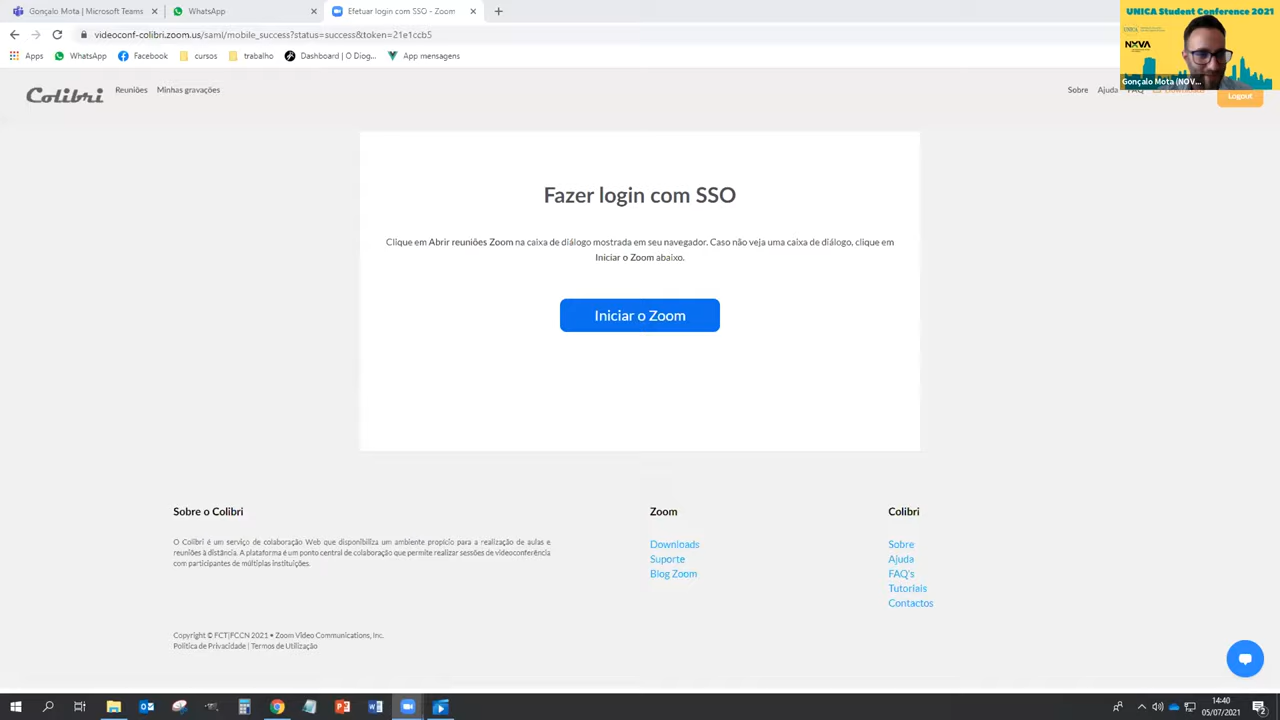 Gonçalo Mota | Microsoft Teams
WhatsApp
Efetuar login com SSO - Zoom
videoconf-colibri.zoom.us/saml/mobile_success?status=success&token=21e1ccb5
Apps
WhatsApp
Facebook
cursos
trabalho
Dashboard | O Diog...
App mensagens
UNICA Student Conference 2021
UNICA
NOVA
Gonçalo Mota (NOV...
Colibri
Reuniões
Minhas gravações
Sobre
Ajuda
FAQ
Logout
Fazer login com SSO
Clique em Abrir reuniões Zoom na caixa de diálogo mostrada em seu navegador. Caso não veja uma caixa de diálogo, clique em
Iniciar o Zoom abaixo.
Iniciar o Zoom
Sobre o Colibri
O Colibri é um serviço de colaboração Web que disponibiliza um ambiente propício para a realização de aulas e
reuniões à distância. A plataforma é um ponto central de colaboração que permite realizar sessões de videoconferência
com participantes de múltiplas instituições.
Zoom
Downloads
Suporte
Blog Zoom
Colibri
Sobre
Ajuda
FAQ's
Tutoriais
Contactos
Copyright © FCT|FCCN 2021 • Zoom Video Communications, Inc.
Política de Privacidade | Termos de Utilização
14:40
05/07/2021
2